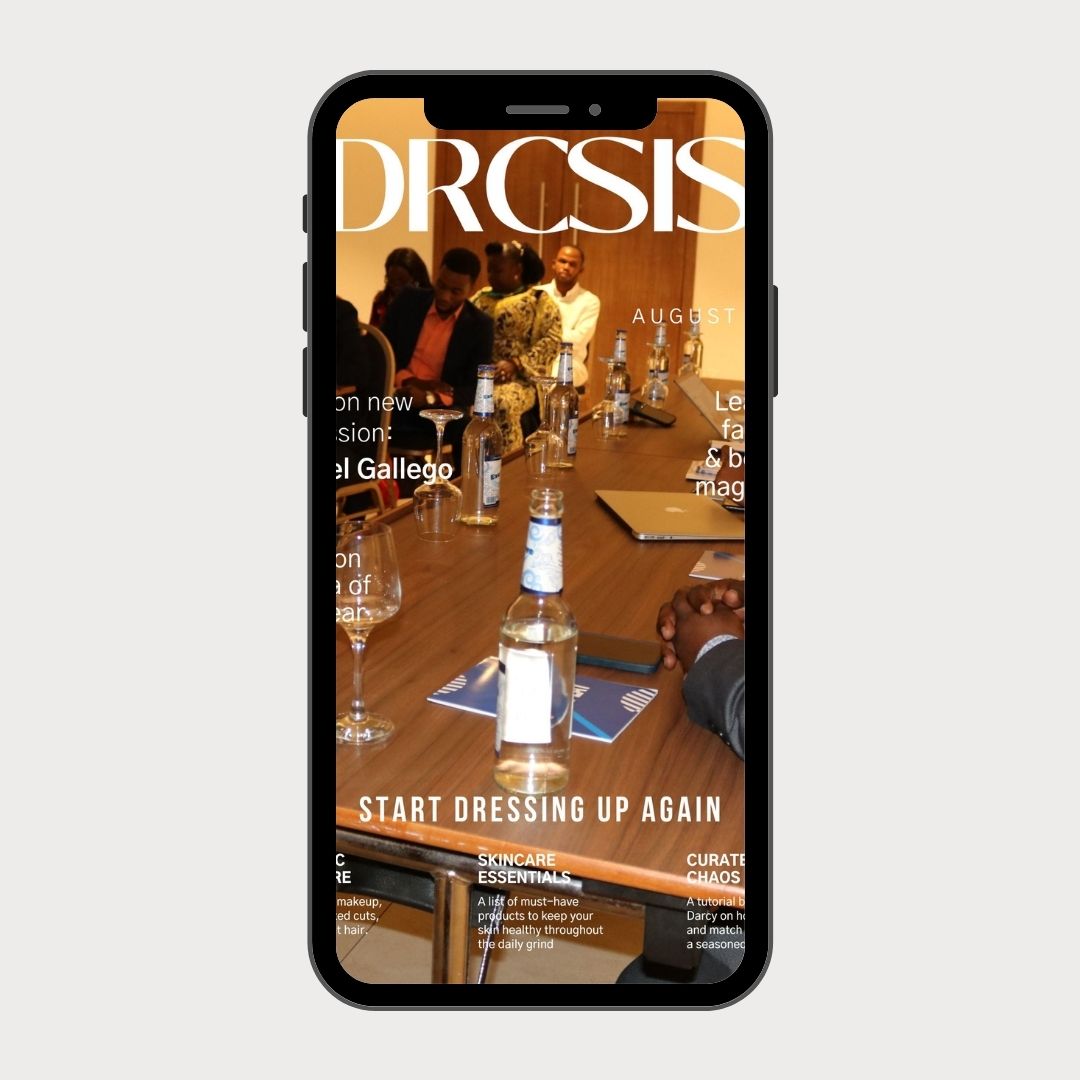 DRCSIS
AUGUST
on new
ssion:
el Gallego
Lea
fa
& be
mag
on
a of
ear.
START DRESSING UP AGAIN
C
RE
makeup,
ed cuts,
t hair.
SKINCARE
ESSENTIALS
A list of must-have
products to keep your
skin healthy throughout
the daily grind
CURATE
CHAOS
A tutorial b
Darcy on ho
and match
a seasoned